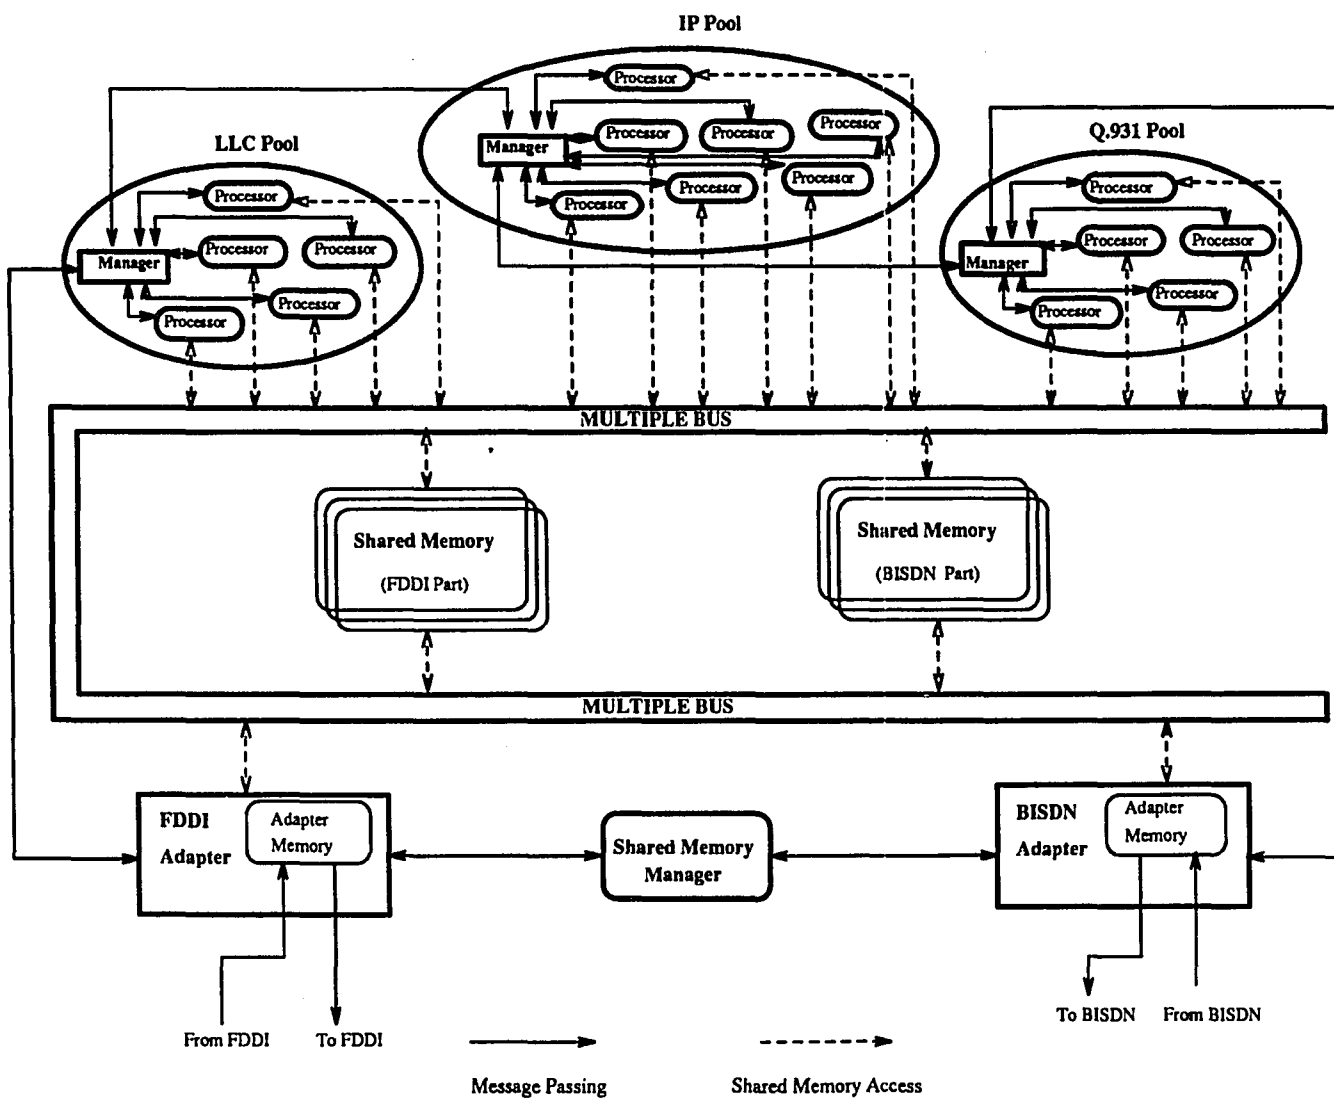 IP Pool
Processor
Processor
Processor
Processor
Manager
Processor
Processor
Processor
LLC Pool
Processor
Processor
Processor
Manager
Processor
Processor
Q.931 Pool
Processor
Processor
Processor
Manager
Processor
Processor
MULTIPLE BUS
Shared Memory
(FDDI Part)
Shared Memory
(BISDN Part)
MULTIPLE BUS
FDDI
Adapter
Adapter
Memory
Shared Memory
Manager
BISDN
Adapter
Adapter
Memory
From FDDI
To FDDI
To BISDN
From BISDN
Message Passing
Shared Memory Access